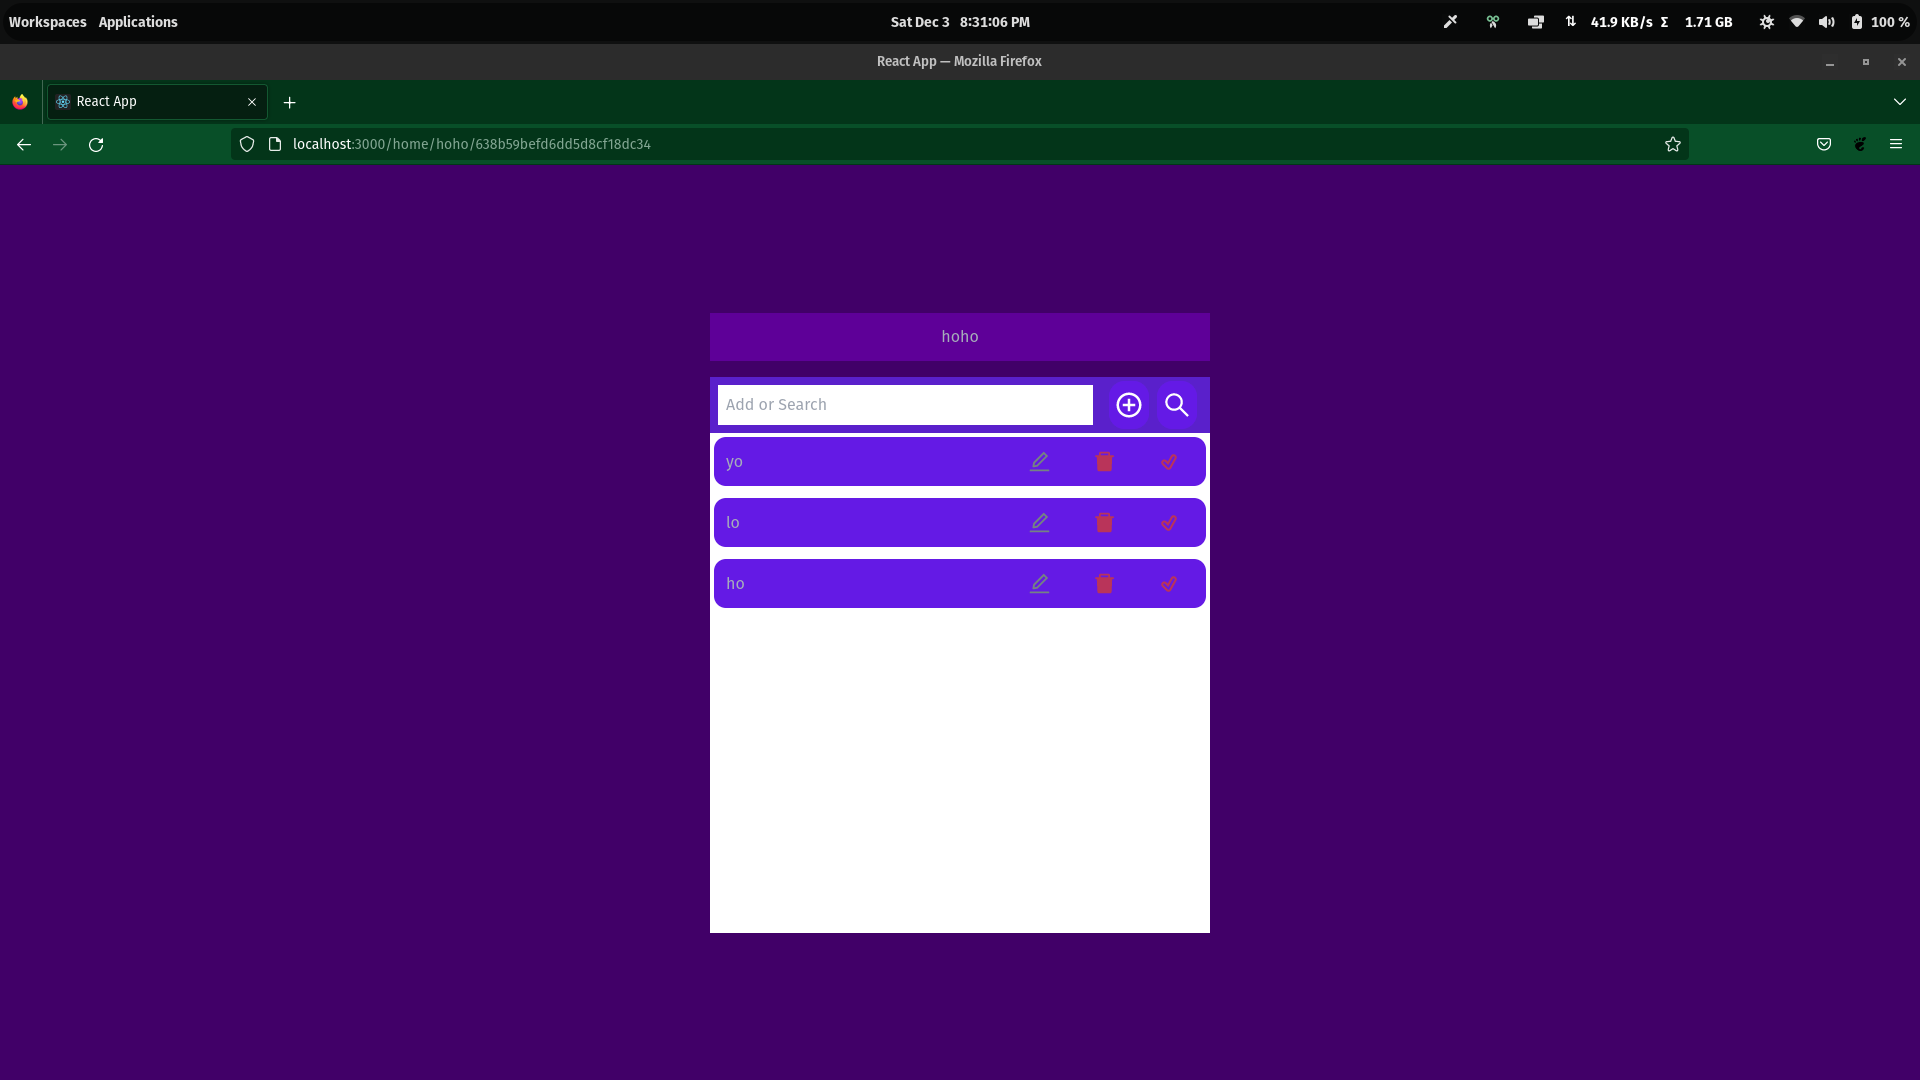 Workspaces Applications Sat Dec 3 8:31:06 PM ⇅ 41.9 KB/s Σ 1.71 GB 100 %
React App — Mozilla Firefox
React App
localhost:3000/home/hoho/638b59befd6dd5d8cf18dc34
hoho
Add or Search
yo
lo
ho